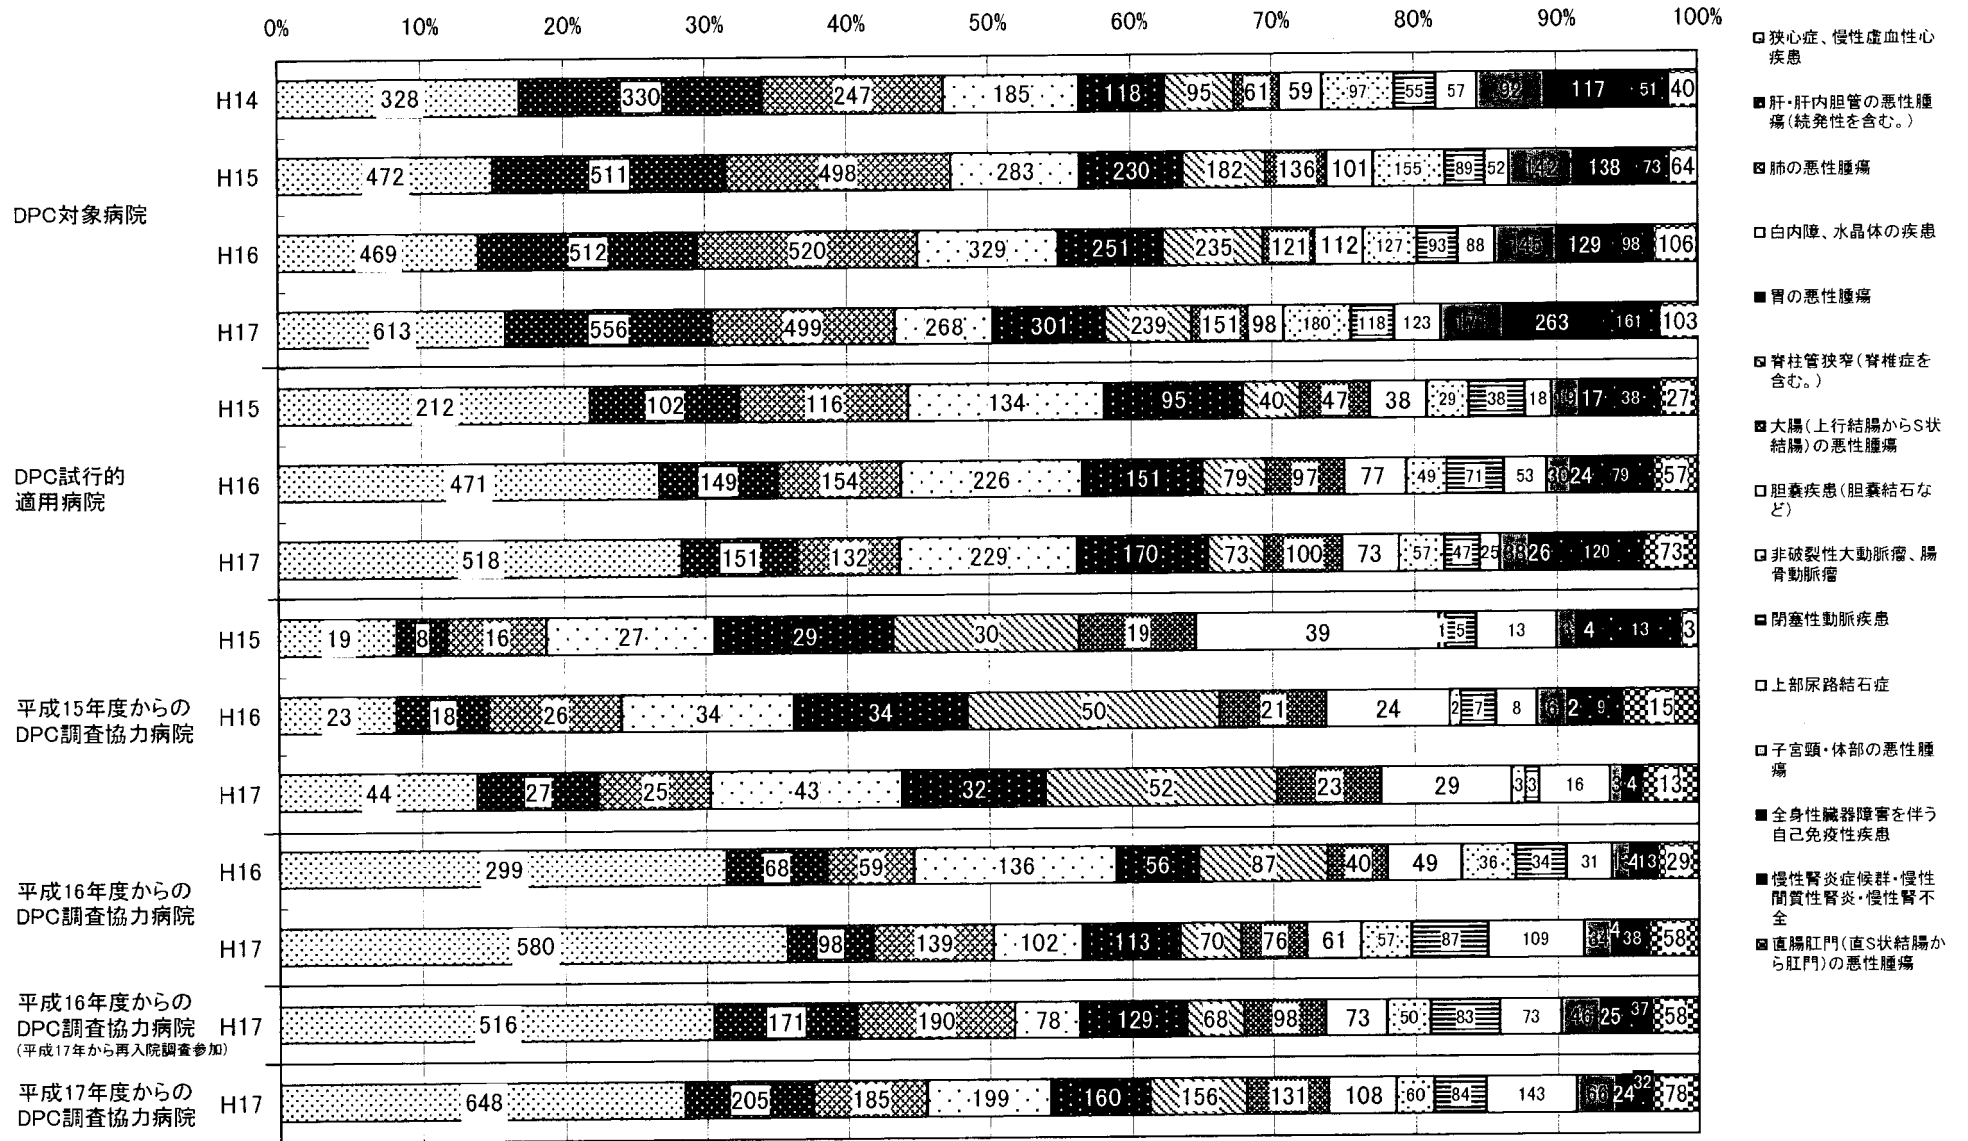 0% 10% 20% 30% 40% 50% 60% 70% 80% 90% 100%
DPC対象病院
H14 328 330 247 185 118 95 61 59 97 55 57 92 117 51 40
H15 472 511 498 283 230 182 136 101 155 89 52 142 138 73 64
H16 469 512 520 329 251 235 121 112 127 93 88 129 98 106
H17 613 556 499 268 301 239 151 98 180 118 123 263 161 103
DPC試行的
適用病院
H15 212 102 116 134 95 40 47 38 29 38 18 19 17 38 27
H16 471 149 154 226 151 79 97 77 49 71 53 30 24 79 57
H17 518 151 132 229 170 73 100 73 57 47 25 38 26 120 73
平成15年度からの
DPC調査協力病院
H15 19 8 16 27 29 30 19 39 1 5 13 4 13 3
H16 23 18 26 34 34 50 21 24 2 7 8 6 2 9 15
H17 44 27 25 43 32 52 23 29 3 3 16 3 4 13
平成16年度からの
DPC調査協力病院
H16 299 68 59 136 56 87 40 49 36 34 31 4 13 29
H17 580 98 139 102 113 70 76 61 57 87 109 4 38 58
平成16年度からの
DPC調査協力病院
(平成17年から再入院調査参加)
H17 516 171 190 78 129 68 98 73 50 83 73 46 25 37 58
平成17年度からの
DPC調査協力病院
H17 648 205 185 199 160 156 131 108 60 84 143 66 24 32 78
狭心症、慢性虚血性心
疾患
肝・肝内胆管の悪性腫
瘍(続発性を含む。)
肺の悪性腫瘍
白内障、水晶体の疾患
胃の悪性腫瘍
脊柱管狭窄(脊椎症を
含む。)
大腸(上行結腸からS状
結腸)の悪性腫瘍
胆嚢疾患(胆嚢結石な
ど)
非破裂性大動脈瘤、腸
骨動脈瘤
閉塞性動脈疾患
上部尿路結石症
子宮頸・体部の悪性腫
瘍
全身性臓器障害を伴う
自己免疫性疾患
慢性腎炎症候群・慢性
間質性腎炎・慢性腎不
全
直腸肛門(直S状結腸か
ら肛門)の悪性腫瘍